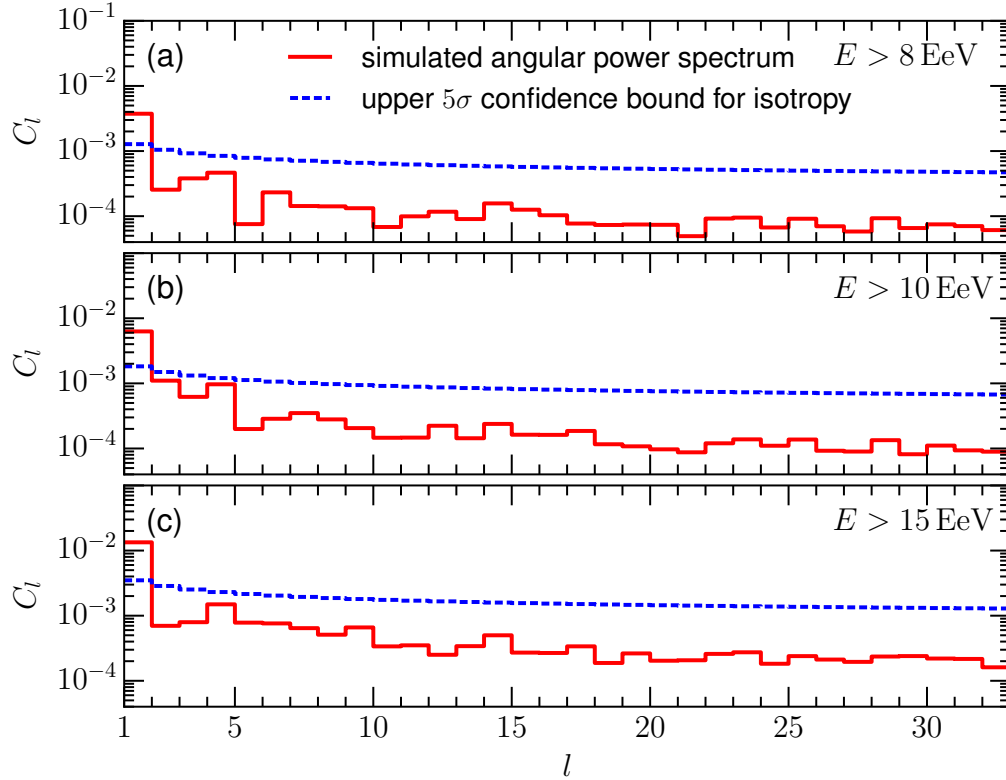 10⁻¹
(a) simulated angular power spectrum E > 8 EeV
10⁻²
upper 5σ confidence bound for isotropy
C_l
10⁻³
10⁻⁴
(b) E > 10 EeV
10⁻²
C_l
10⁻³
10⁻⁴
(c) E > 15 EeV
10⁻²
C_l
10⁻³
10⁻⁴
1 5 10 15 20 25 30
l